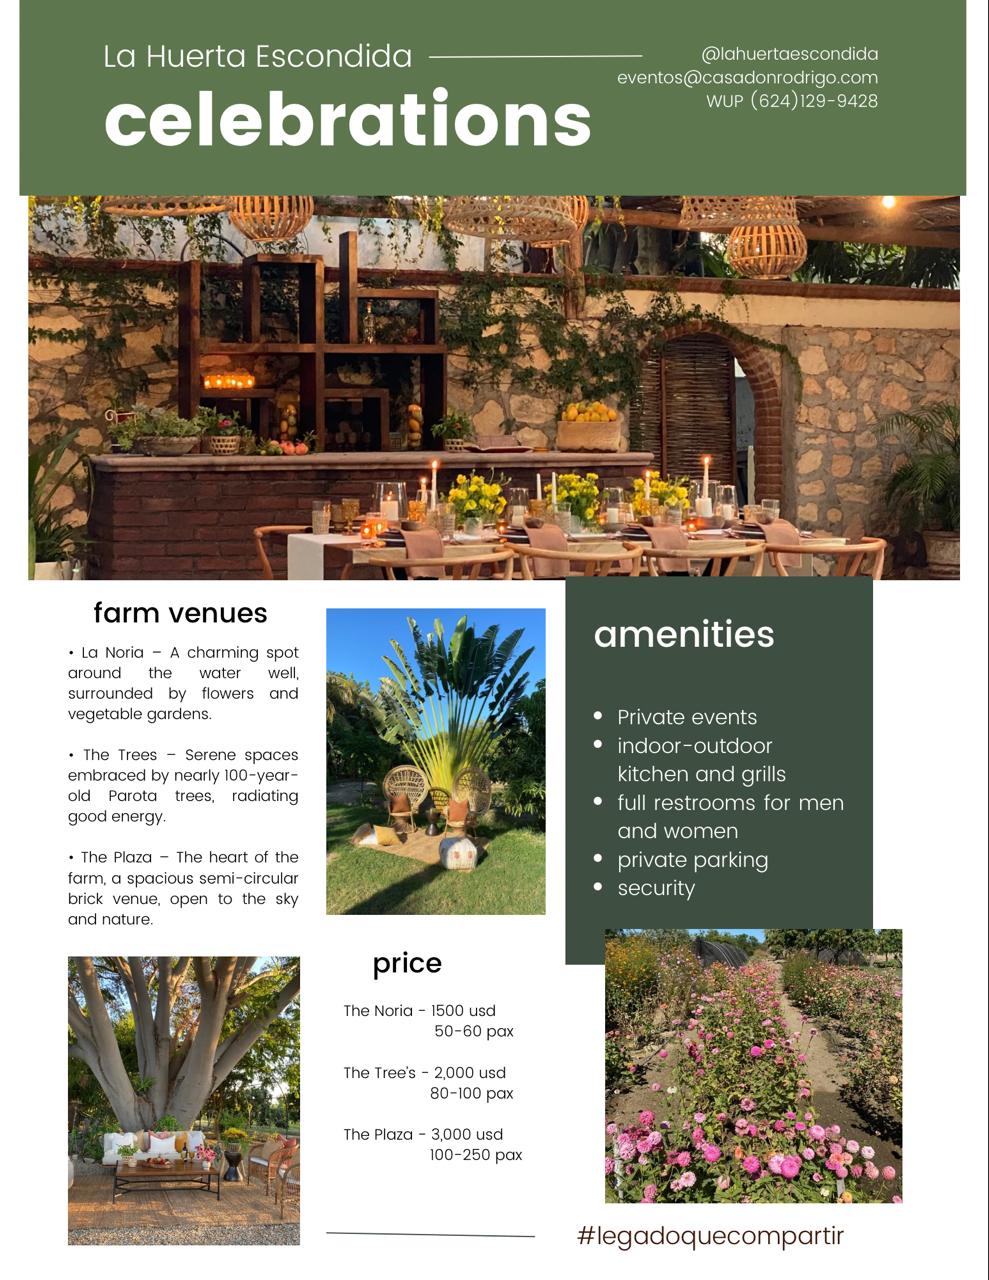 La Huerta Escondida
celebrations
@lahuertaescondida
eventos@casadonrodrigo.com
WUP (624)129-9428
farm venues
• La Noria – A charming spot
around the water well,
surrounded by flowers and
vegetable gardens.
• The Trees – Serene spaces
embraced by nearly 100-year-
old Parota trees, radiating
good energy.
• The Plaza – The heart of the
farm, a spacious semi-circular
brick venue, open to the sky
and nature.
amenities
• Private events
• indoor-outdoor
kitchen and grills
• full restrooms for men
and women
• private parking
• security
price
The Noria - 1500 usd
50-60 pax
The Tree's - 2,000 usd
80-100 pax
The Plaza - 3,000 usd
100-250 pax
#legadoquecompartir